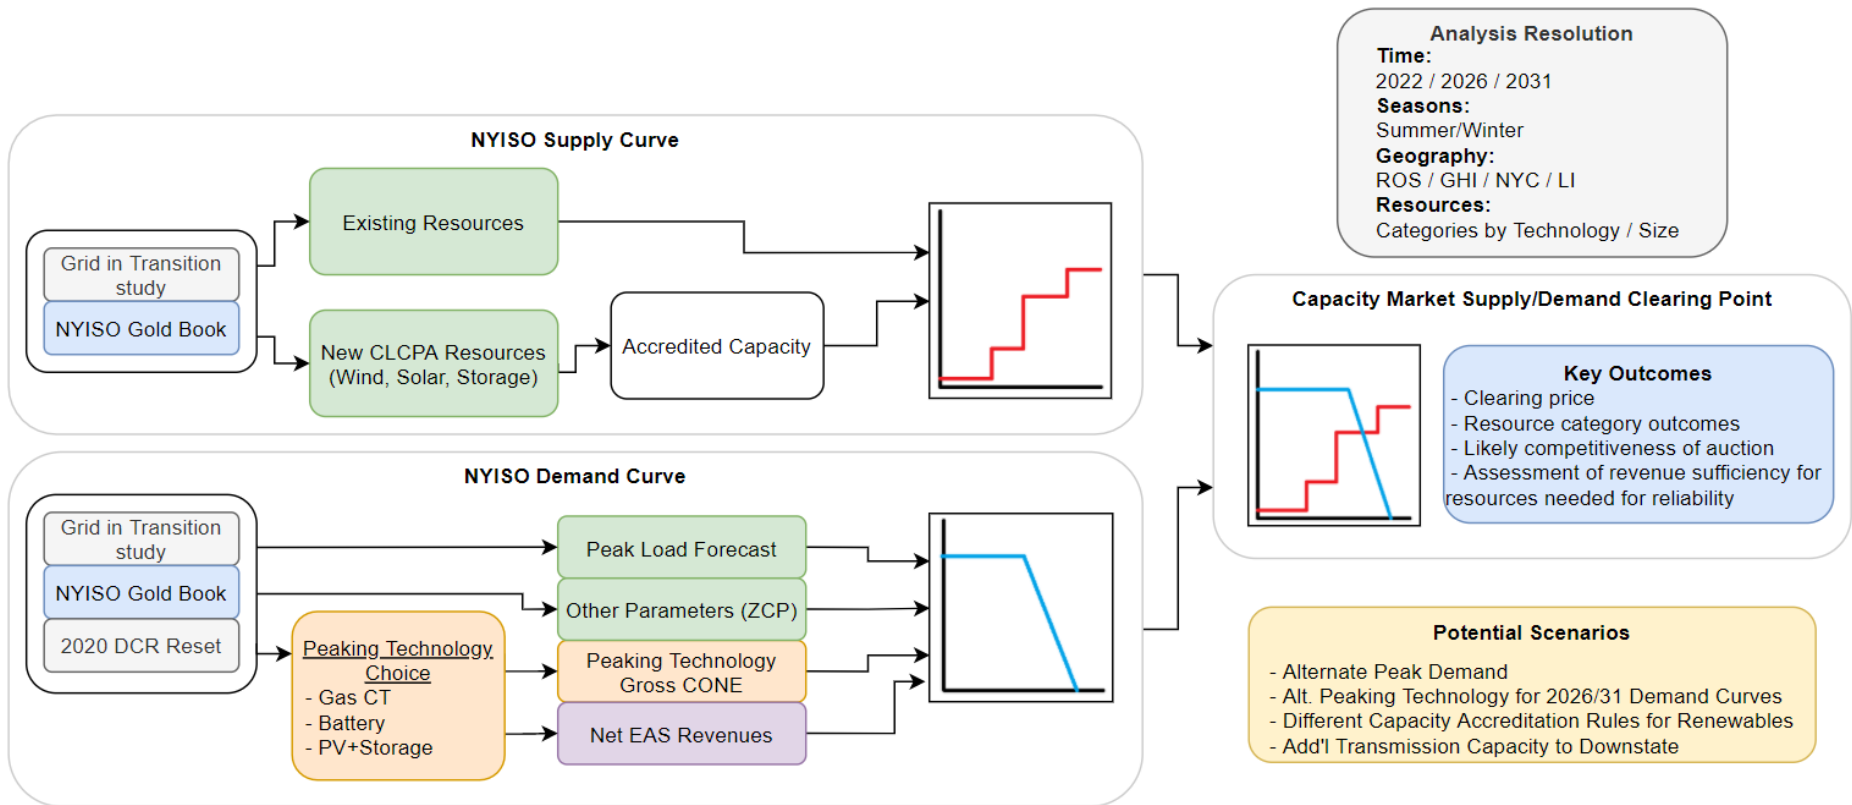 Analysis Resolution
Time:
2022 / 2026 / 2031
Seasons:
Summer/Winter
Geography:
ROS / GHI / NYC / LI
Resources:
Categories by Technology / Size
NYISO Supply Curve
Grid in Transition
study
NYISO Gold Book
Existing Resources
New CLCPA Resources
(Wind, Solar, Storage)
Accredited Capacity
NYISO Demand Curve
Grid in Transition
study
NYISO Gold Book
2020 DCR Reset
Peaking Technology
Choice
- Gas CT
- Battery
- PV+Storage
Peak Load Forecast
Other Parameters (ZCP)
Peaking Technology
Gross CONE
Net EAS Revenues
Capacity Market Supply/Demand Clearing Point
Key Outcomes
- Clearing price
- Resource category outcomes
- Likely competitiveness of auction
- Assessment of revenue sufficiency for
resources needed for reliability
Potential Scenarios
- Alternate Peak Demand
- Alt. Peaking Technology for 2026/31 Demand Curves
- Different Capacity Accreditation Rules for Renewables
- Add'l Transmission Capacity to Downstate